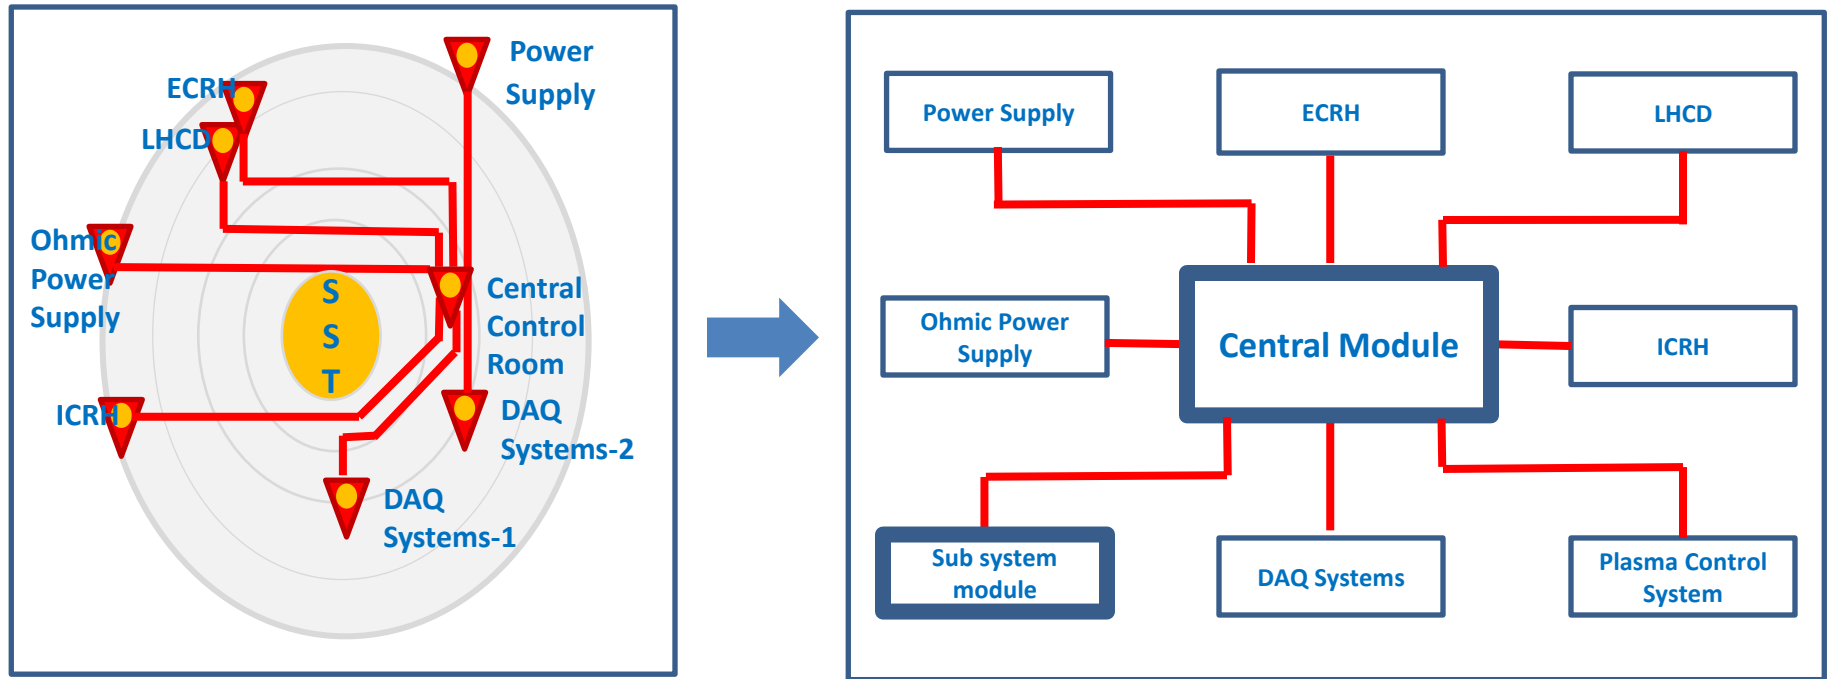 Power
Supply
ECRH
LHCD
Ohmic
Power
Supply
S
S
T
Central
Control
Room
ICRH
DAQ
Systems-2
DAQ
Systems-1
Power Supply
ECRH
LHCD
Ohmic Power
Supply
Central Module
ICRH
Sub system
module
DAQ Systems
Plasma Control
System